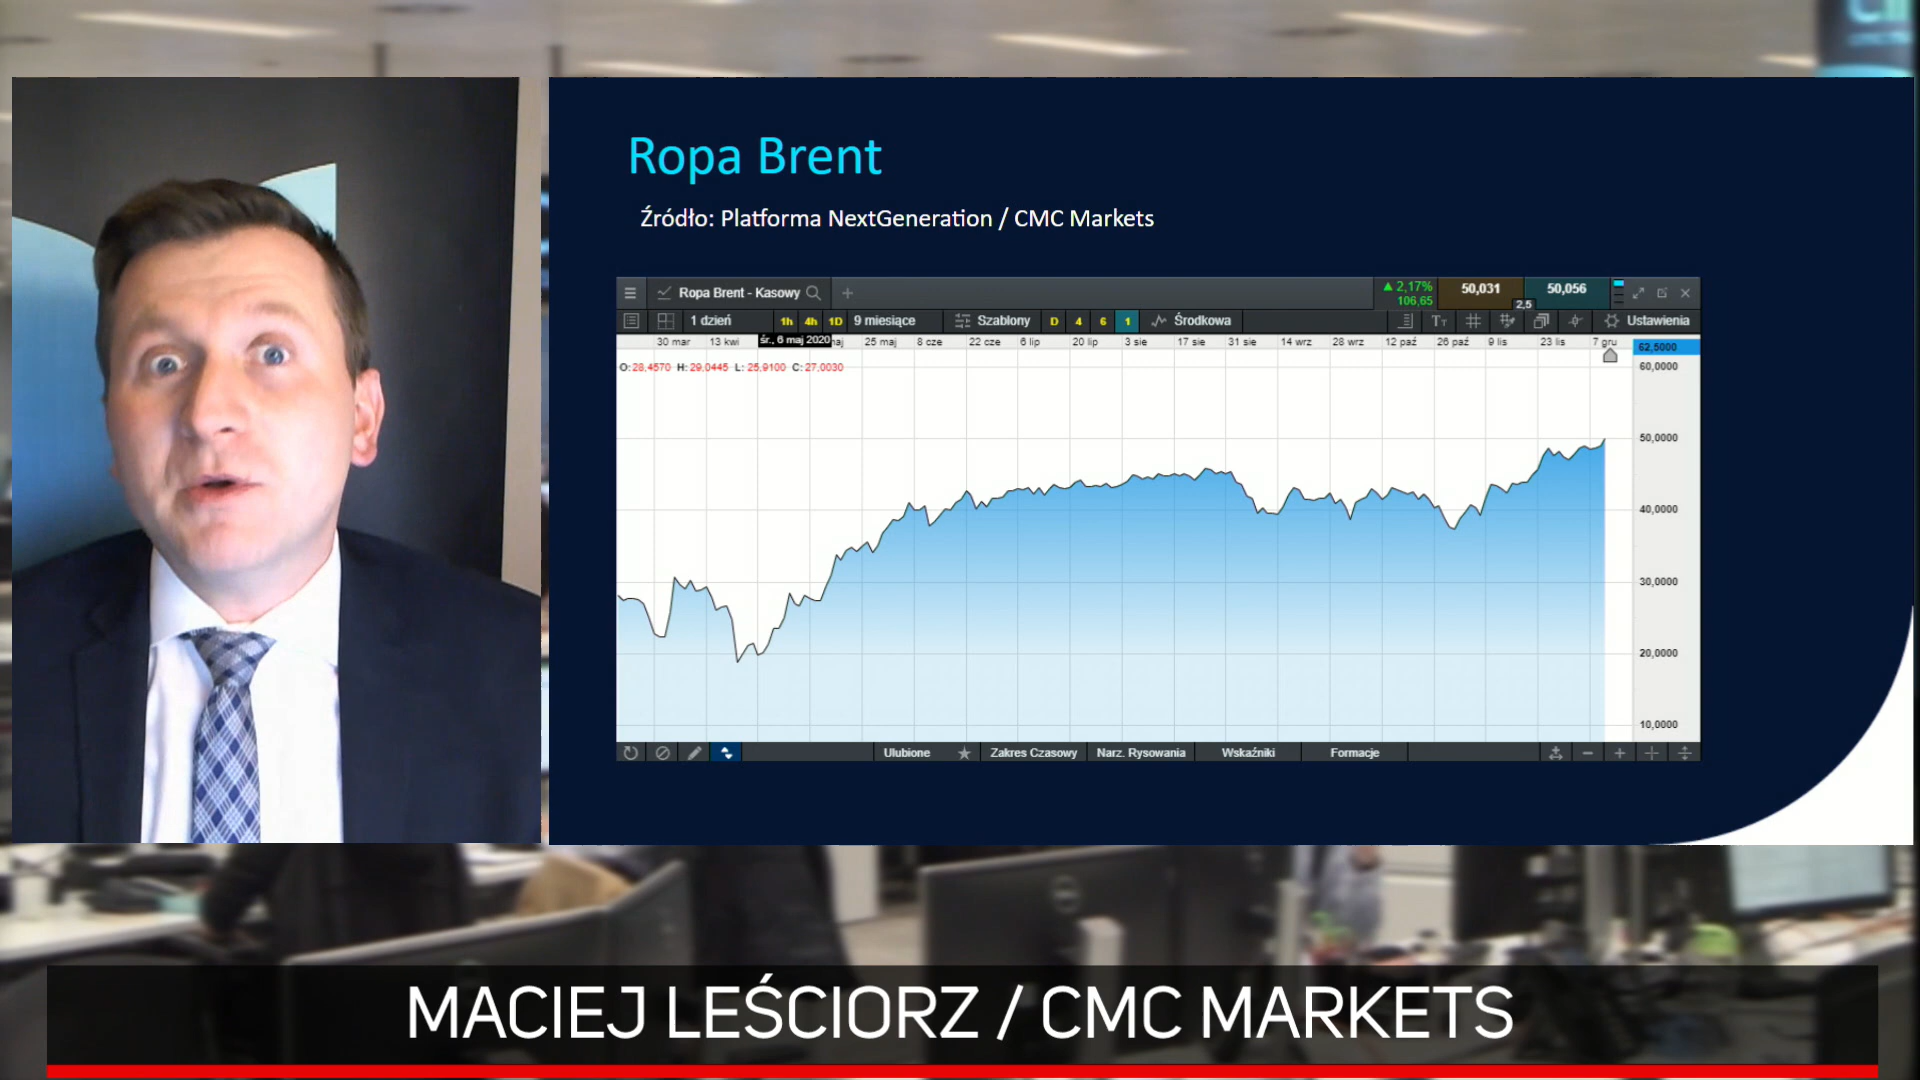 Ropa Brent
Źródło: Platforma NextGeneration / CMC Markets
Ropa Brent - Kasowy
2,17%
106,65
50,031
2,5
50,056
1 dzień
1h 4h 1D 9 miesiące
Szablony
D 4 6 1
Środkowa
Ustawienia
30 mar 13 kwi śr., 6 maj 2020 25 maj 8 cze 22 cze 6 lip 20 lip 3 sie 17 sie 31 sie 14 wrz 28 wrz 12 paź 26 paź 9 lis 23 lis 7 gru
62,5000
O:28,4570 H:29,0445 L:25,9100 C:27,0030
60,0000
50,0000
40,0000
30,0000
20,0000
10,0000
Ulubione Zakres Czasowy Narz. Rysowania Wskaźniki Formacje
MACIEJ LEŚCIORZ / CMC MARKETS